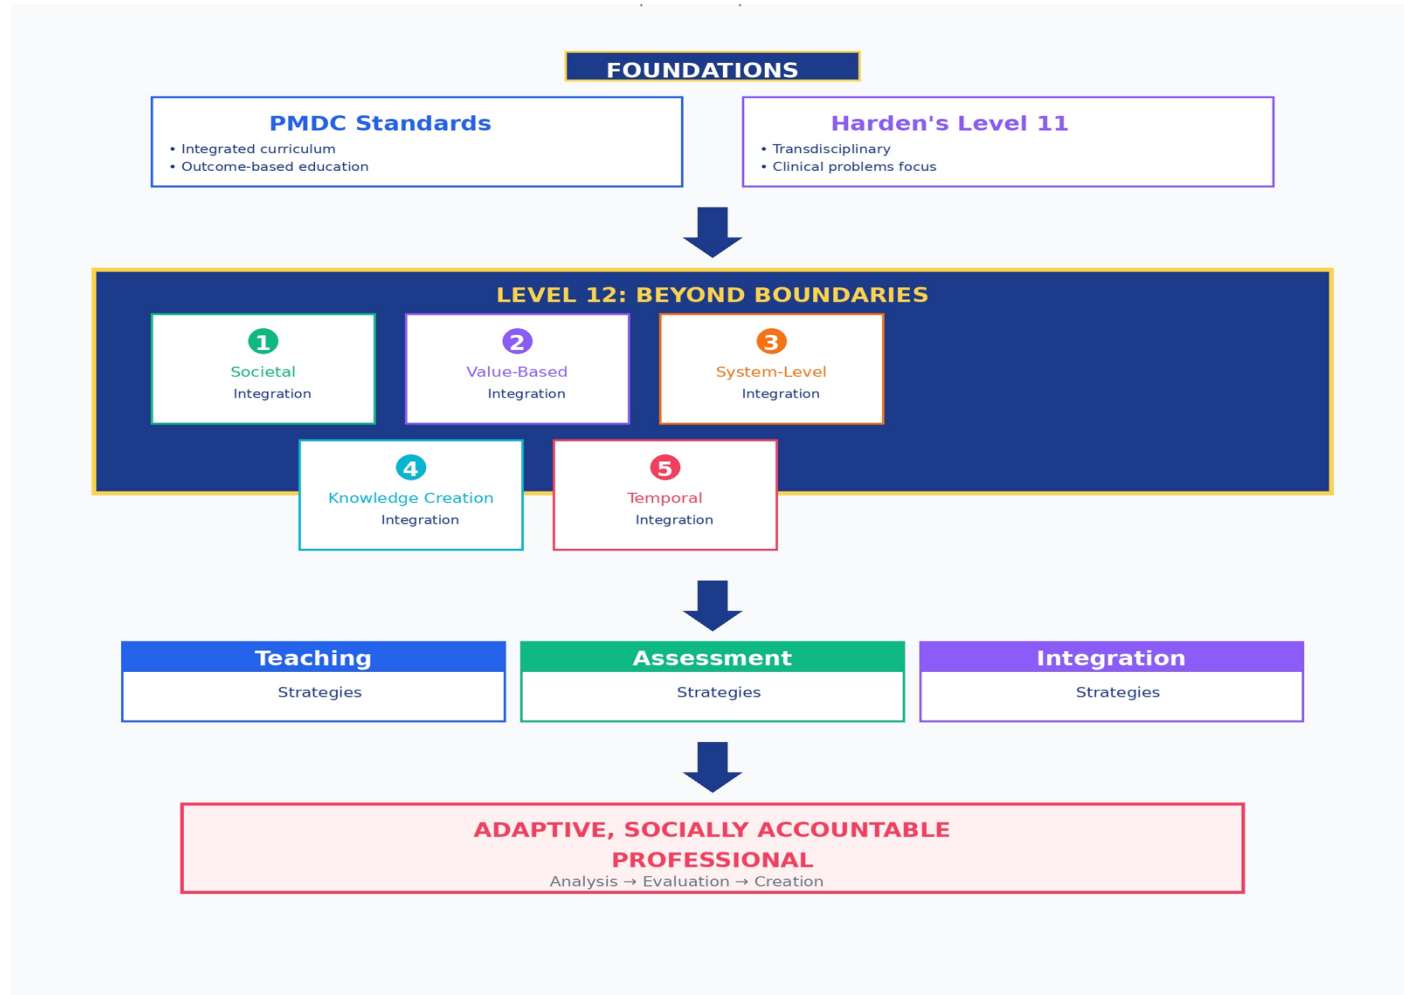 FOUNDATIONS
PMDC Standards
• Integrated curriculum
• Outcome-based education
Harden's Level 11
• Transdisciplinary
• Clinical problems focus
LEVEL 12: BEYOND BOUNDARIES
1
Societal
Integration
2
Value-Based
Integration
3
System-Level
Integration
4
Knowledge Creation
Integration
5
Temporal
Integration
Teaching
Strategies
Assessment
Strategies
Integration
Strategies
ADAPTIVE, SOCIALLY ACCOUNTABLE
PROFESSIONAL
Analysis → Evaluation → Creation